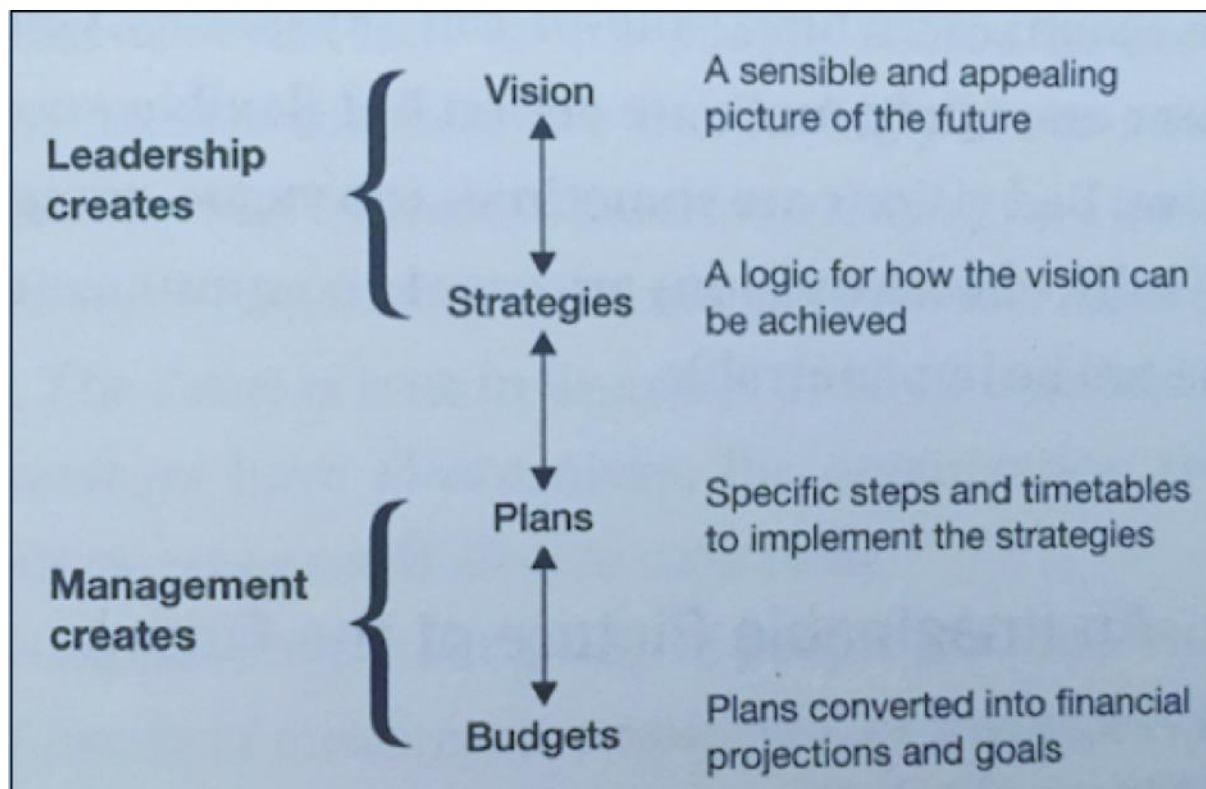 Leadership
creates
Vision
A sensible and appealing
picture of the future
Strategies
A logic for how the vision can
be achieved
Management
creates
Plans
Specific steps and timetables
to implement the strategies
Budgets
Plans converted into financial
projections and goals